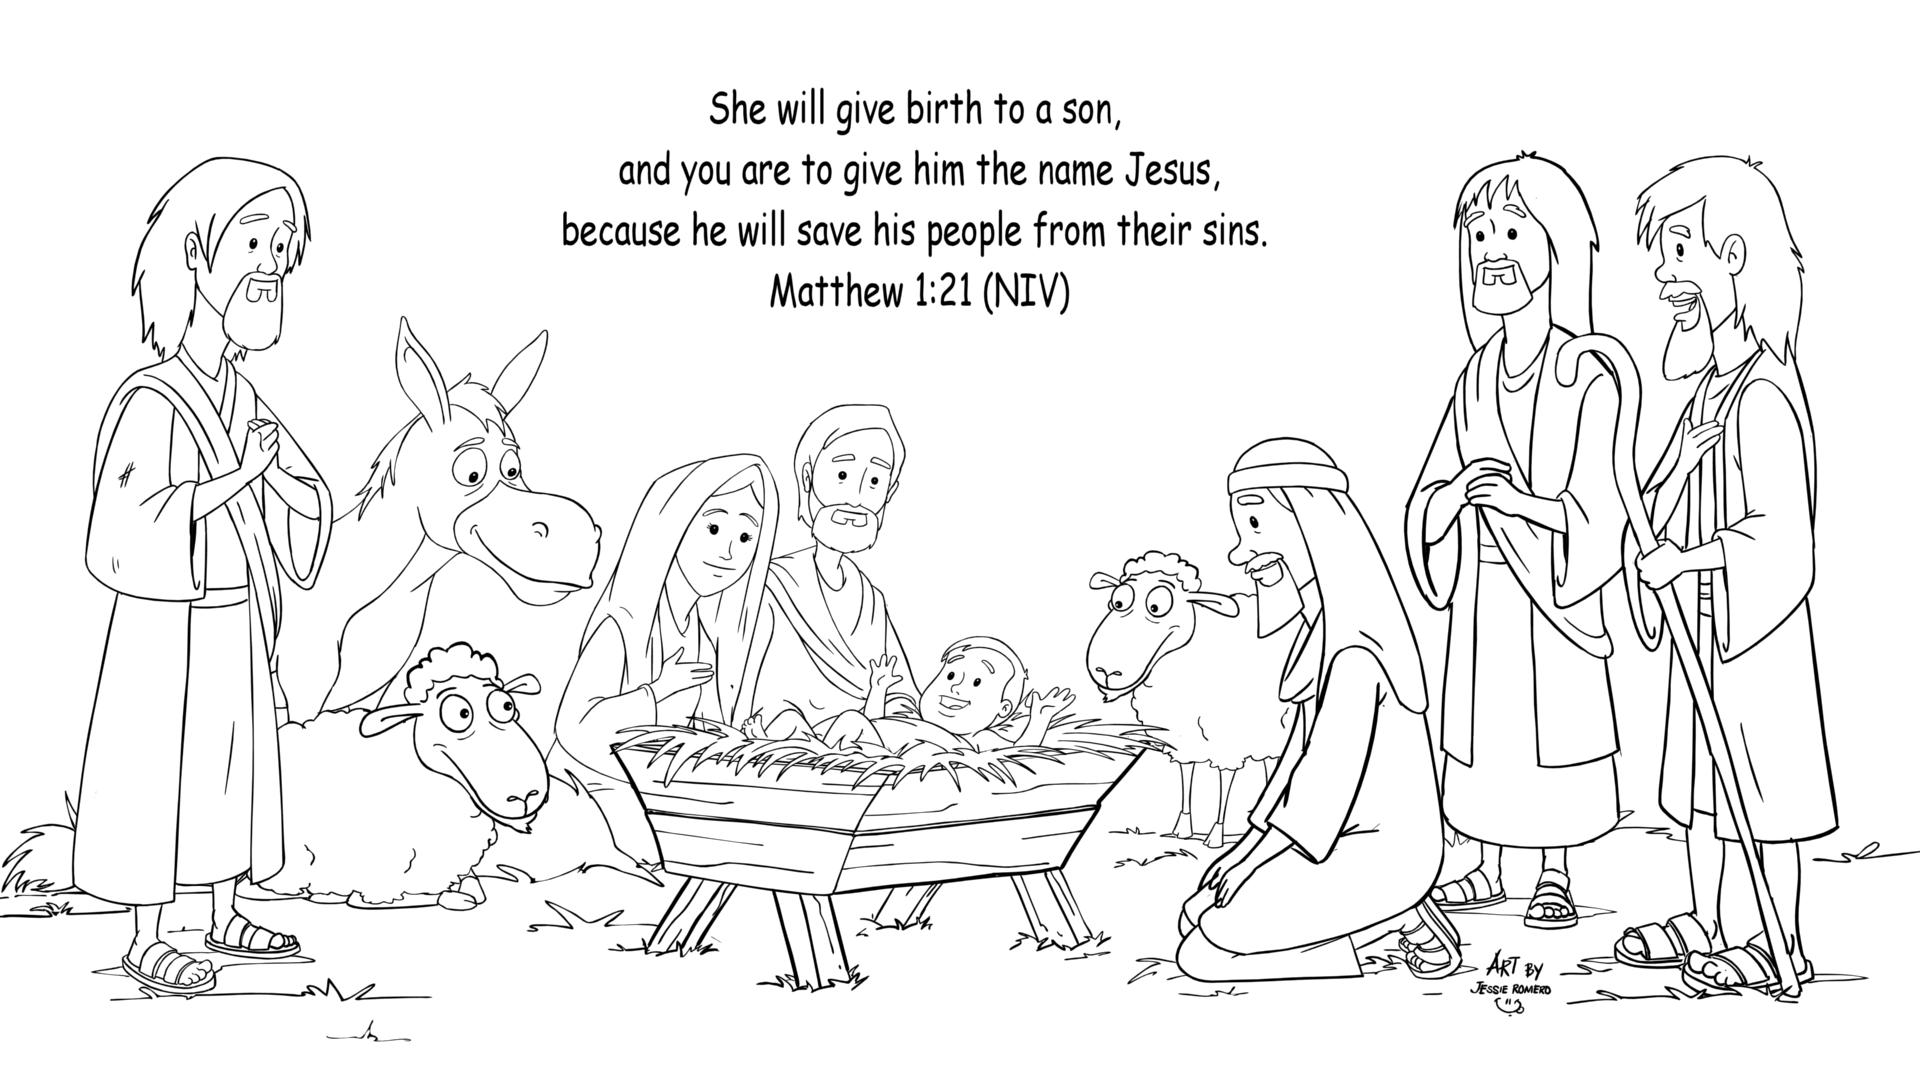 She will give birth to a son,
and you are to give him the name Jesus,
because he will save his people from their sins.
Matthew 1:21 (NIV)
ART BY
JESSIE ROMERO